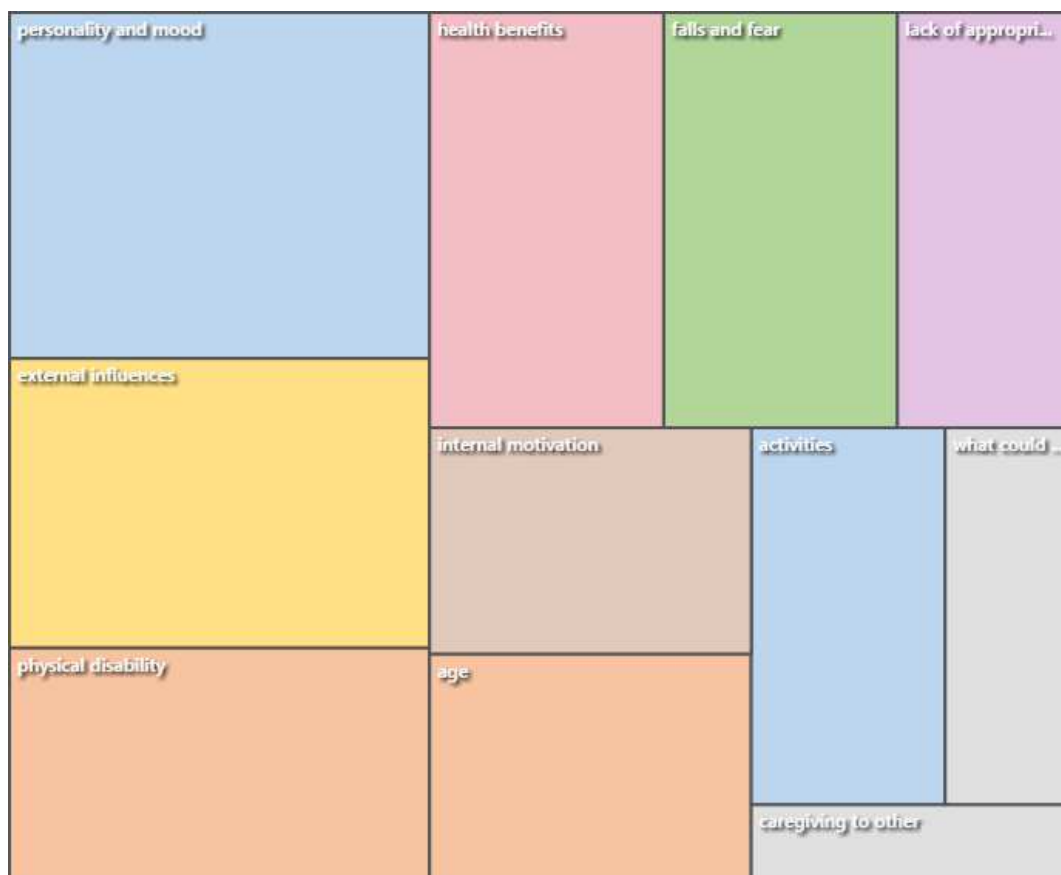 personality and mood
health benefits
falls and fear
lack of appropri...
external influences
internal motivation
activities
what could ...
physical disability
age
caregiving to other